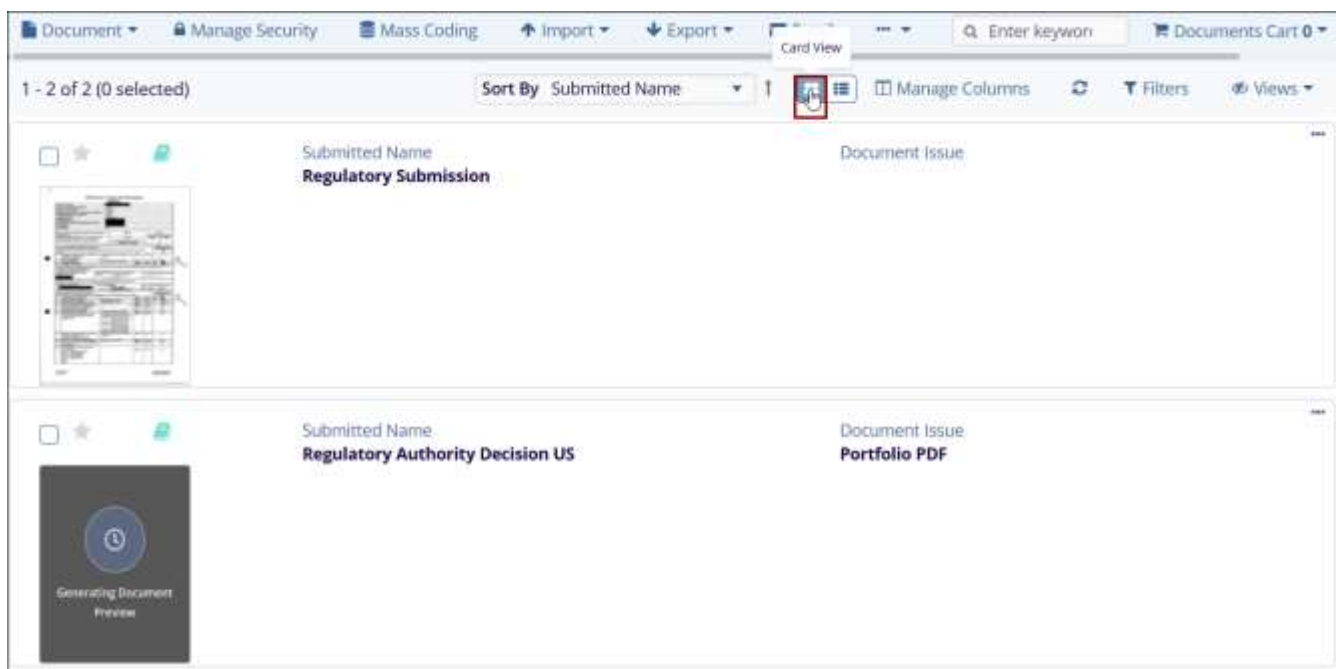 Document Manage Security Mass Coding Import Export ••• Enter keywor Documents Cart 0
Card View
1 - 2 of 2 (0 selected) Sort By Submitted Name Manage Columns Filters Views
Submitted Name Document Issue
Regulatory Submission
Submitted Name Document Issue
Regulatory Authority Decision US Portfolio PDF
Generating Document
Preview